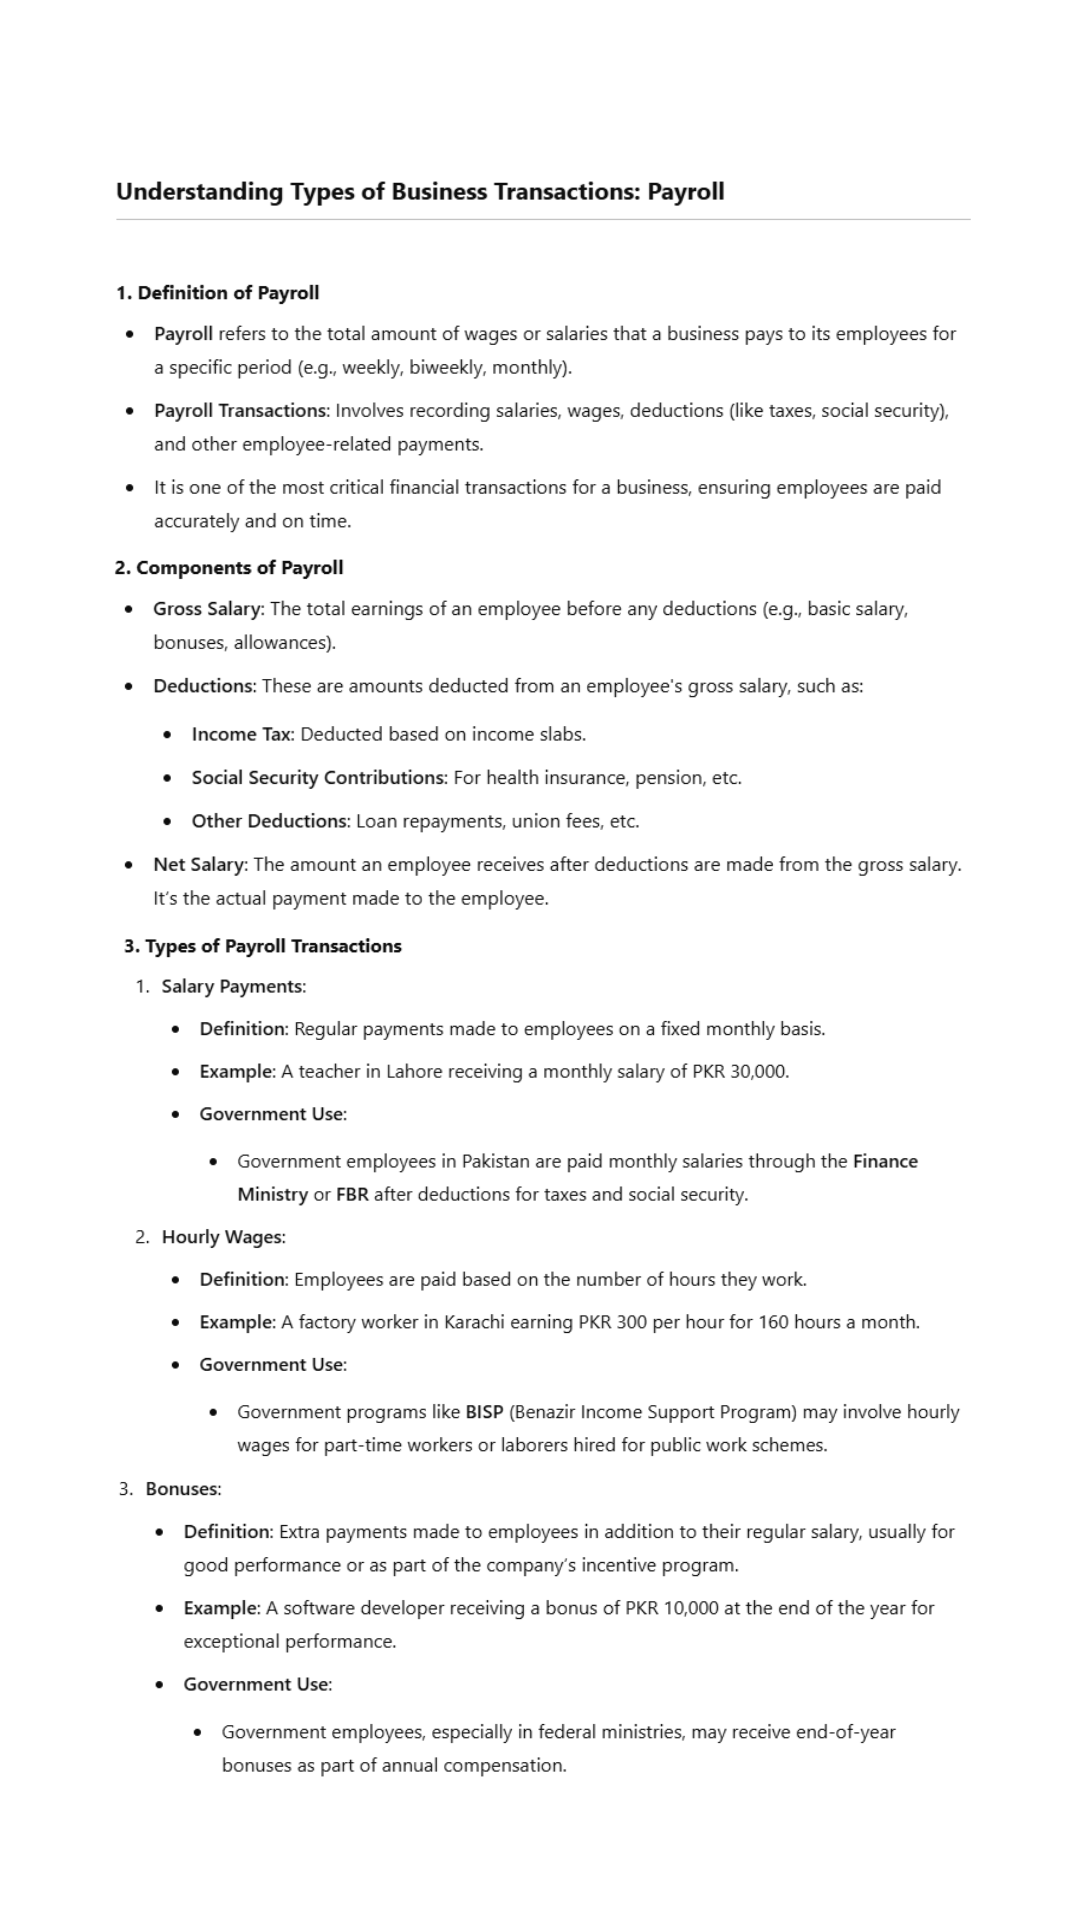 Understanding Types of Business Transactions: Payroll
1. Definition of Payroll
• Payroll refers to the total amount of wages or salaries that a business pays to its employees for
a specific period (e.g., weekly, biweekly, monthly).
• Payroll Transactions: Involves recording salaries, wages, deductions (like taxes, social security),
and other employee-related payments.
• It is one of the most critical financial transactions for a business, ensuring employees are paid
accurately and on time.
2. Components of Payroll
• Gross Salary: The total earnings of an employee before any deductions (e.g., basic salary,
bonuses, allowances).
• Deductions: These are amounts deducted from an employee's gross salary, such as:
• Income Tax: Deducted based on income slabs.
• Social Security Contributions: For health insurance, pension, etc.
• Other Deductions: Loan repayments, union fees, etc.
• Net Salary: The amount an employee receives after deductions are made from the gross salary.
It's the actual payment made to the employee.
3. Types of Payroll Transactions
1. Salary Payments:
• Definition: Regular payments made to employees on a fixed monthly basis.
• Example: A teacher in Lahore receiving a monthly salary of PKR 30,000.
• Government Use:
• Government employees in Pakistan are paid monthly salaries through the Finance
Ministry or FBR after deductions for taxes and social security.
2. Hourly Wages:
• Definition: Employees are paid based on the number of hours they work.
• Example: A factory worker in Karachi earning PKR 300 per hour for 160 hours a month.
• Government Use:
• Government programs like BISP (Benazir Income Support Program) may involve hourly
wages for part-time workers or laborers hired for public work schemes.
3. Bonuses:
• Definition: Extra payments made to employees in addition to their regular salary, usually for
good performance or as part of the company's incentive program.
• Example: A software developer receiving a bonus of PKR 10,000 at the end of the year for
exceptional performance.
• Government Use:
• Government employees, especially in federal ministries, may receive end-of-year
bonuses as part of annual compensation.